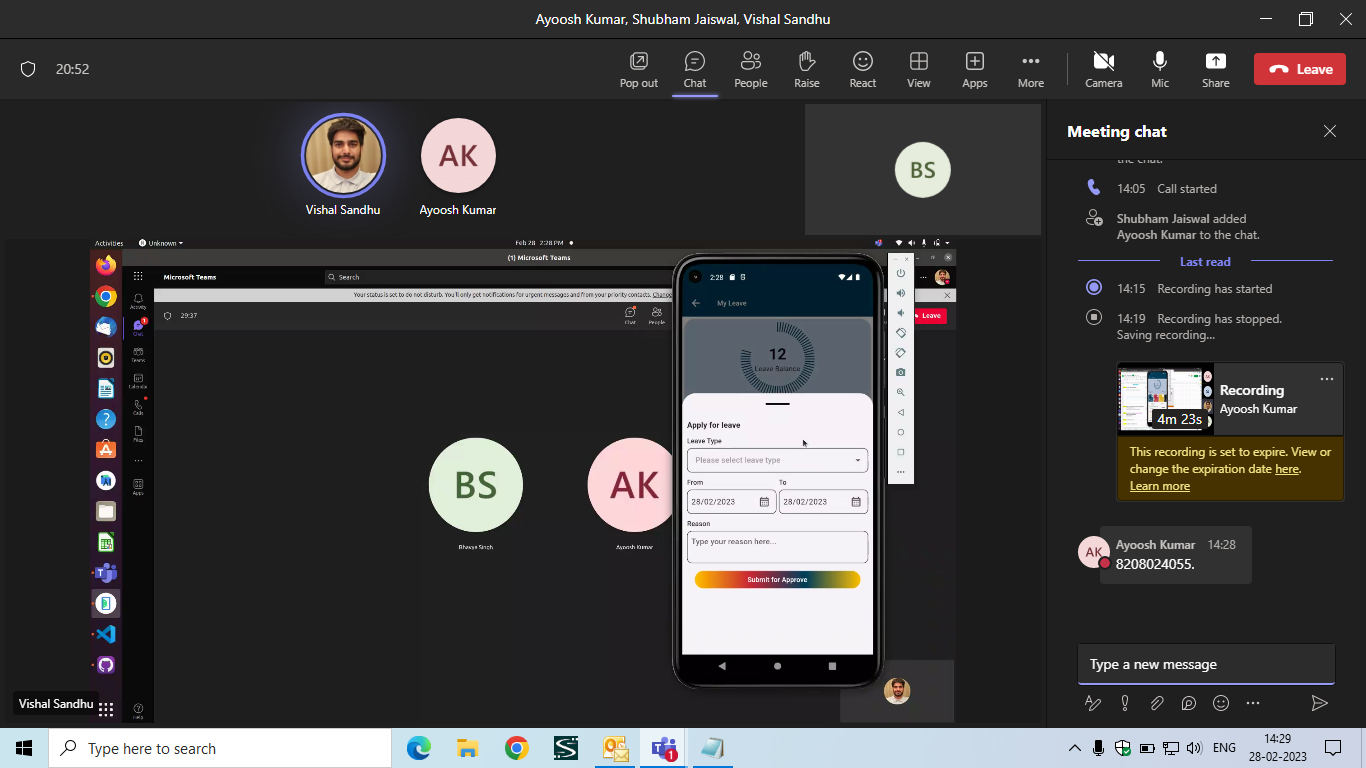 Ayoosh Kumar, Shubham Jaiswal, Vishal Sandhu
20:52
Pop out
Chat
People
Raise
React
View
Apps
More
Camera
Mic
Share
Leave
Vishal Sandhu
AK
Ayoosh Kumar
BS
Activities
Unknown
Feb 28 2:28 PM
(1) Microsoft Teams
Microsoft Teams
Search
Your status is set to do not disturb. You'll only get notifications for urgent messages and from your priority contacts. Change
29:37
Chat
People
Leave
Activity
Chat
Teams
Calendar
Calls
Files
Apps
Help
BS
Bhavya Singh
AK
Ayoosh Kumar
2:28
My Leave
12
Leave Balance
Apply for leave
Leave Type
Please select leave type
From
To
28/02/2023
28/02/2023
Reason
Type your reason here...
Submit for Approve
Vishal Sandhu
Meeting chat
the chat.
14:05 Call started
Shubham Jaiswal added
Ayoosh Kumar to the chat.
Last read
14:15 Recording has started
14:19 Recording has stopped.
Saving recording...
Recording
Ayoosh Kumar
4m 23s
This recording is set to expire. View or
change the expiration date here.
Learn more
AK
Ayoosh Kumar 14:28
8208024055.
Type a new message
Type here to search
1
ENG
14:29
28-02-2023